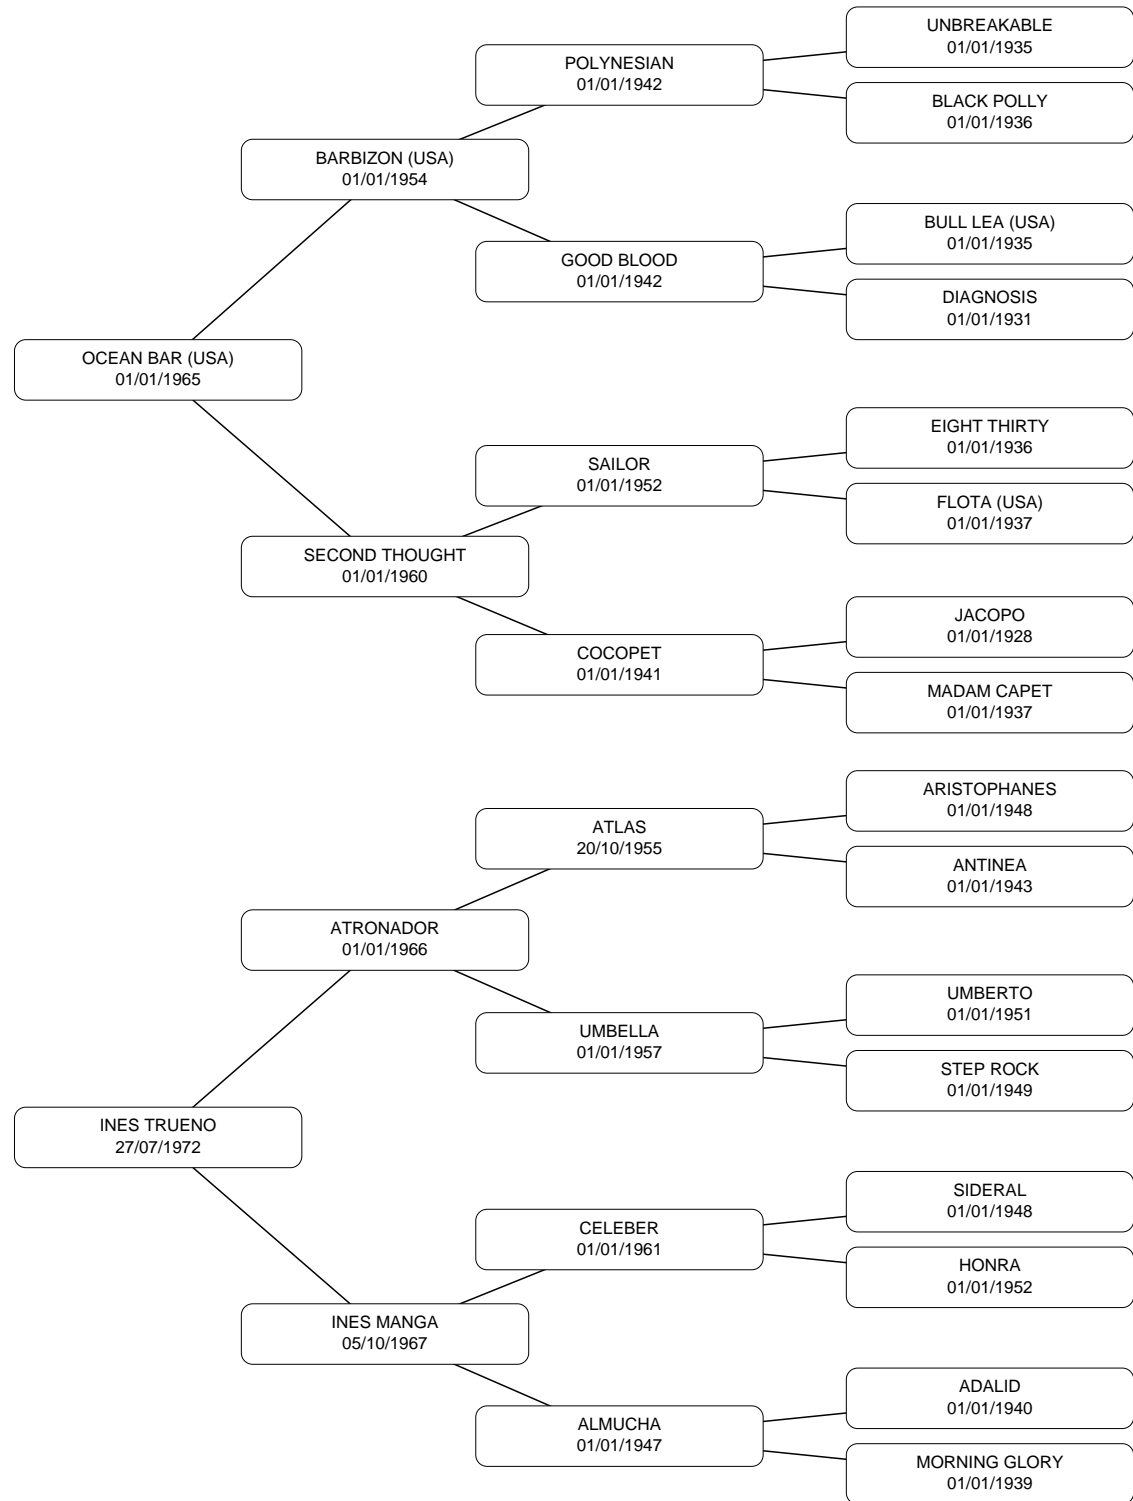 UNBREAKABLE
01/01/1935
POLYNESIAN
01/01/1942
BLACK POLLY
01/01/1936
BARBIZON (USA)
01/01/1954
BULL LEA (USA)
01/01/1935
GOOD BLOOD
01/01/1942
DIAGNOSIS
01/01/1931
OCEAN BAR (USA)
01/01/1965
EIGHT THIRTY
01/01/1936
SAILOR
01/01/1952
FLOTA (USA)
01/01/1937
SECOND THOUGHT
01/01/1960
JACOPO
01/01/1928
COCOPET
01/01/1941
MADAM CAPET
01/01/1937
ARISTOPHANES
01/01/1948
ATLAS
20/10/1955
ANTINEA
01/01/1943
ATRONADOR
01/01/1966
UMBERTO
01/01/1951
UMBELLA
01/01/1957
STEP ROCK
01/01/1949
INES TRUENO
27/07/1972
SIDERAL
01/01/1948
CELEBER
01/01/1961
HONRA
01/01/1952
INES MANGA
05/10/1967
ADALID
01/01/1940
ALMUCHA
01/01/1947
MORNING GLORY
01/01/1939